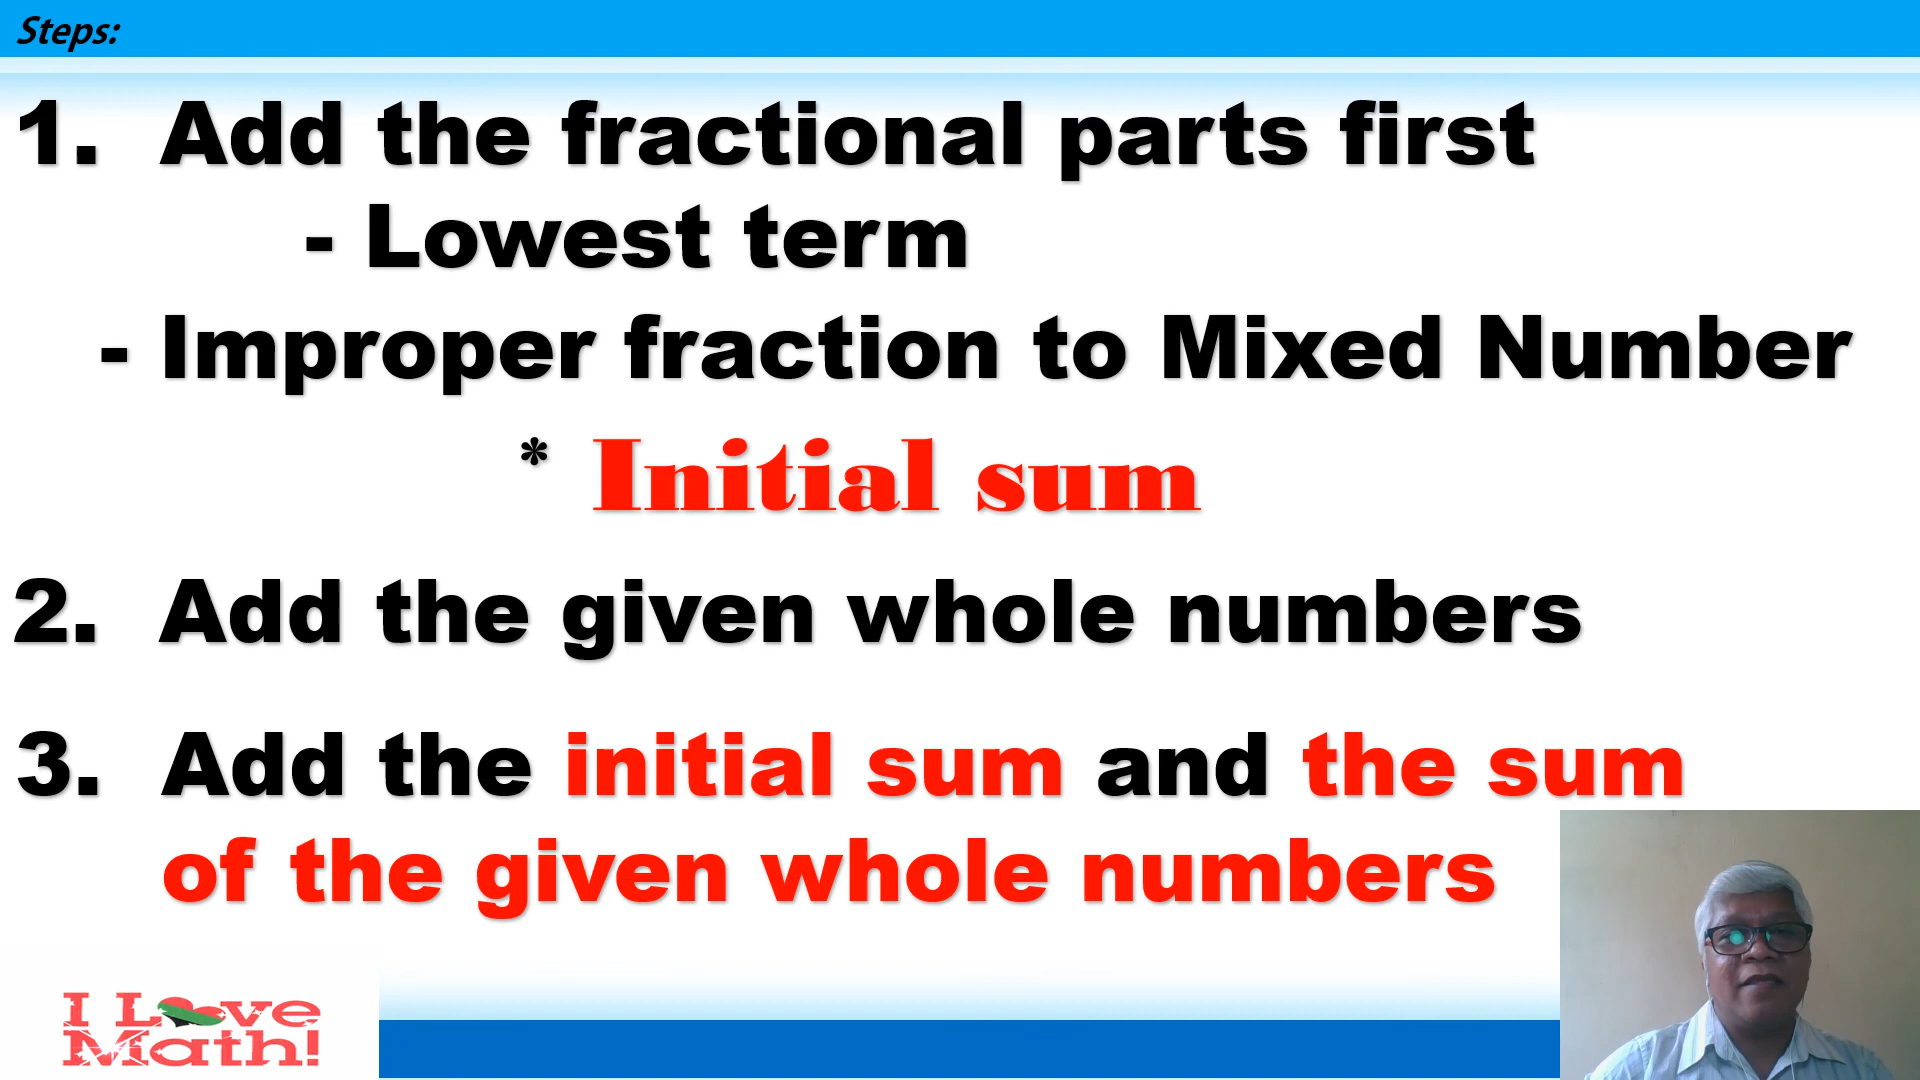 Steps:
1. Add the fractional parts first
- Lowest term
- Improper fraction to Mixed Number
* Initial sum
2. Add the given whole numbers
3. Add the initial sum and the sum
of the given whole numbers
I Love
Math!